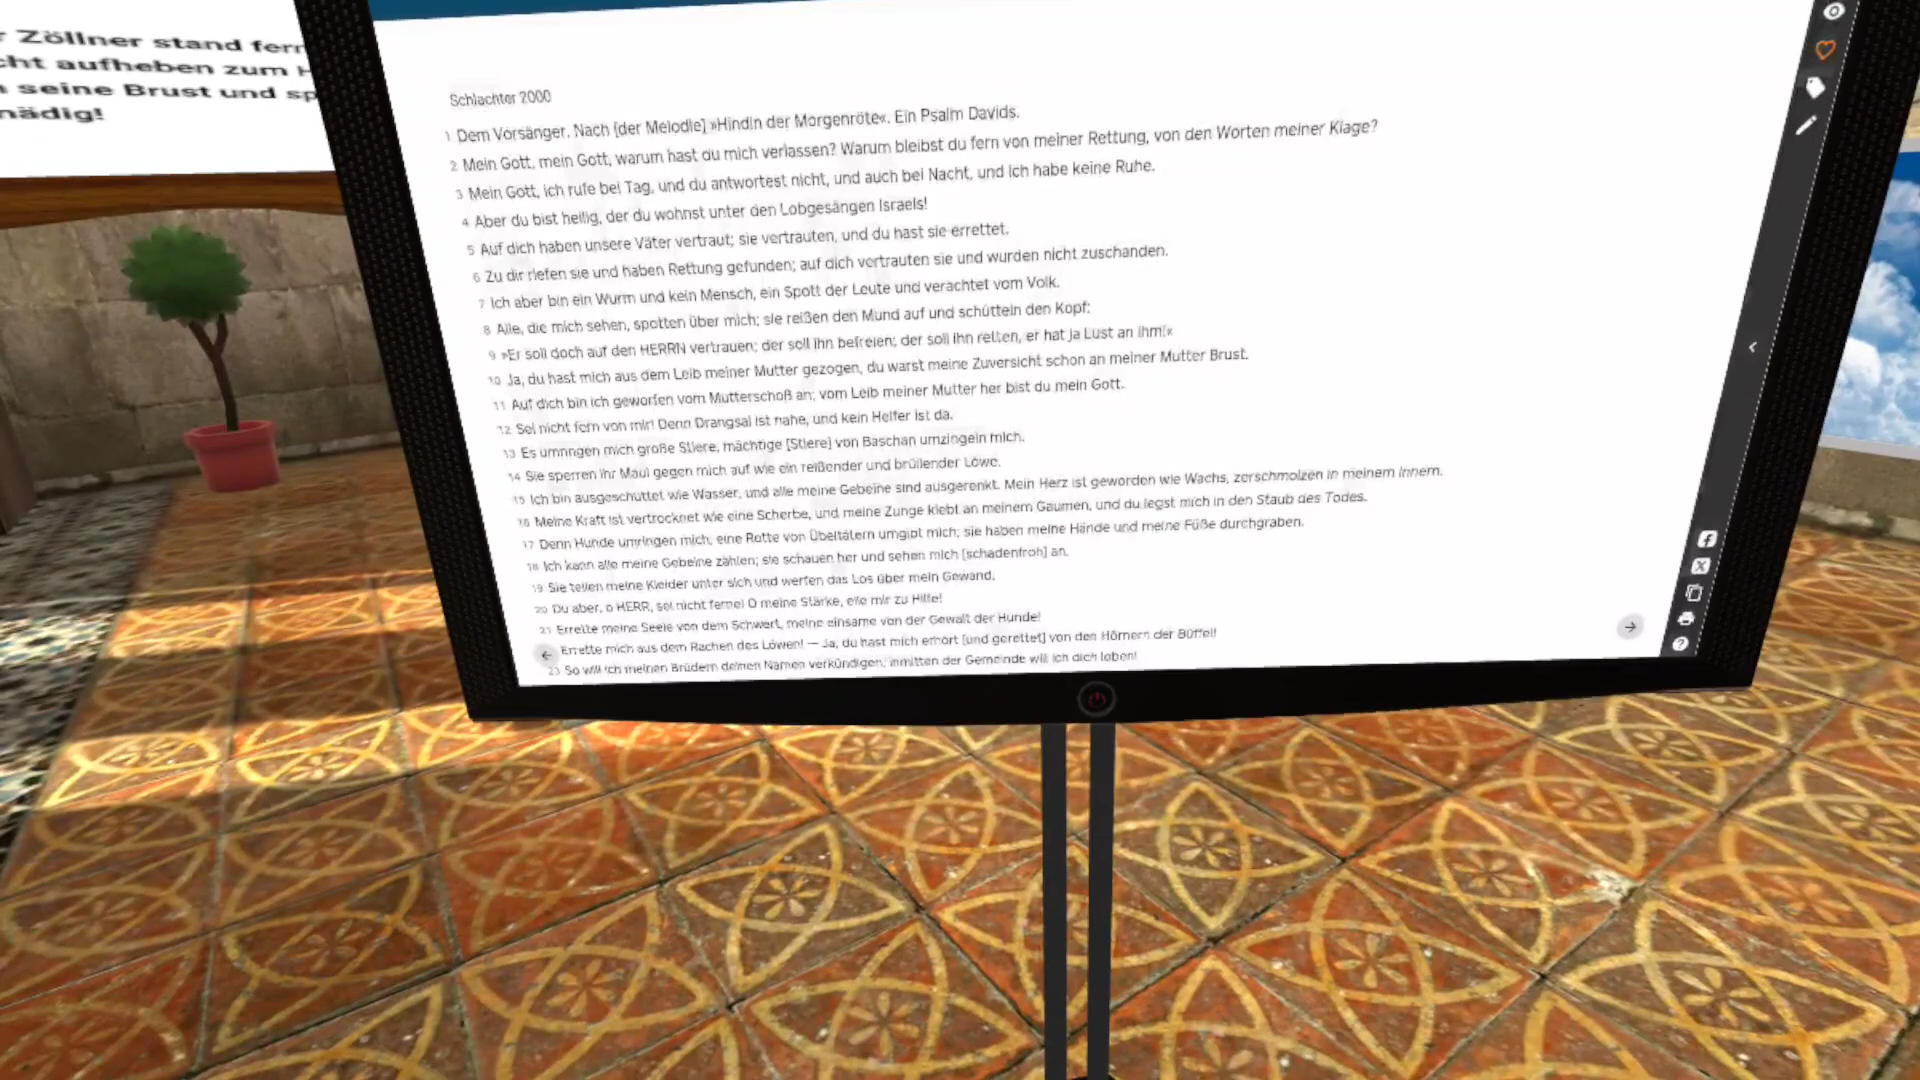 r Zöllner stand fern
cht aufheben zum H
seine Brust und sp
nädig!
Schlachter 2000
1 Dem Vorsänger. Nach [der Melodie] »Hindin der Morgenröte«. Ein Psalm Davids.
2 Mein Gott, mein Gott, warum hast du mich verlassen? Warum bleibst du fern von meiner Rettung, von den Worten meiner Klage?
3 Mein Gott, ich rufe bei Tag, und du antwortest nicht, und auch bei Nacht, und ich habe keine Ruhe.
4 Aber du bist heilig, der du wohnst unter den Lobgesängen Israels!
5 Auf dich haben unsere Väter vertraut; sie vertrauten, und du hast sie errettet.
6 Zu dir riefen sie und haben Rettung gefunden; auf dich vertrauten sie und wurden nicht zuschanden.
7 Ich aber bin ein Wurm und kein Mensch, ein Spott der Leute und verachtet vom Volk.
8 Alle, die mich sehen, spotten über mich; sie reißen den Mund auf und schütteln den Kopf:
9 »Er soll doch auf den HERRN vertrauen; der soll ihn befreien; der soll ihn retten, er hat ja Lust an ihm!«
10 Ja, du hast mich aus dem Leib meiner Mutter gezogen, du warst meine Zuversicht schon an meiner Mutter Brust.
11 Auf dich bin ich geworfen vom Mutterschoß an; vom Leib meiner Mutter her bist du mein Gott.
12 Sei nicht fern von mir! Denn Drangsal ist nahe, und kein Helfer ist da.
13 Es umringen mich große Stiere, mächtige [Stiere] von Baschan umzingeln mich.
14 Sie sperren ihr Maul gegen mich auf wie ein reißender und brüllender Löwe.
15 Ich bin ausgeschüttet wie Wasser, und alle meine Gebeine sind ausgerenkt. Mein Herz ist geworden wie Wachs, zerschmolzen in meinem Innern.
16 Meine Kraft ist vertrocknet wie eine Scherbe, und meine Zunge klebt an meinem Gaumen, und du legst mich in den Staub des Todes.
17 Denn Hunde umringen mich, eine Rotte von Übeltätern umgibt mich; sie haben meine Hände und meine Füße durchgraben.
18 Ich kann alle meine Gebeine zählen; sie schauen her und sehen mich [schadenfroh] an.
19 Sie teilen meine Kleider unter sich und werfen das Los über mein Gewand.
20 Du aber, o HERR, sei nicht ferne! O meine Stärke, eile mir zu Hilfe!
21 Errette meine Seele von dem Schwert, meine einsame von der Gewalt der Hunde!
Errette mich aus dem Rachen des Löwen! — Ja, du hast mich erhört [und gerettet] von den Hörnern der Büffel!
23 So will ich meinen Brüdern deinen Namen verkündigen; inmitten der Gemeinde will ich dich loben!